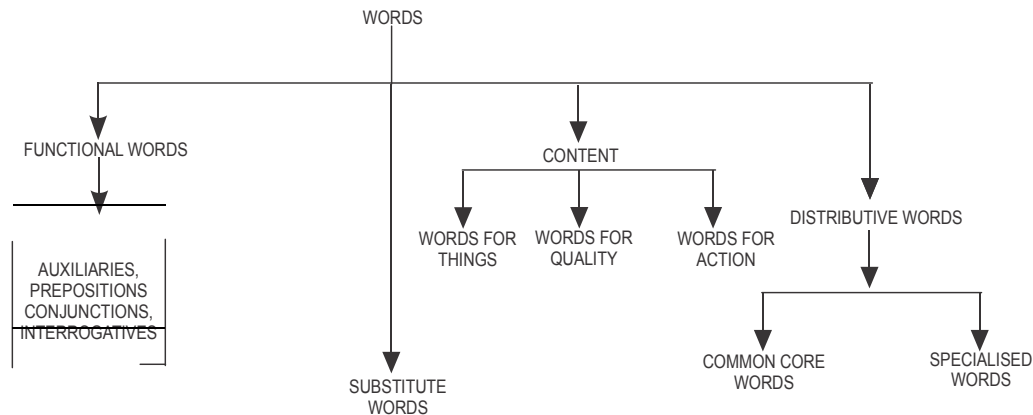 WORDS
FUNCTIONAL WORDS
AUXILIARIES,
PREPOSITIONS
CONJUNCTIONS,
INTERROGATIVES
SUBSTITUTE
WORDS
CONTENT
WORDS FOR
THINGS
WORDS FOR
QUALITY
WORDS FOR
ACTION
DISTRIBUTIVE WORDS
COMMON CORE
WORDS
SPECIALISED
WORDS